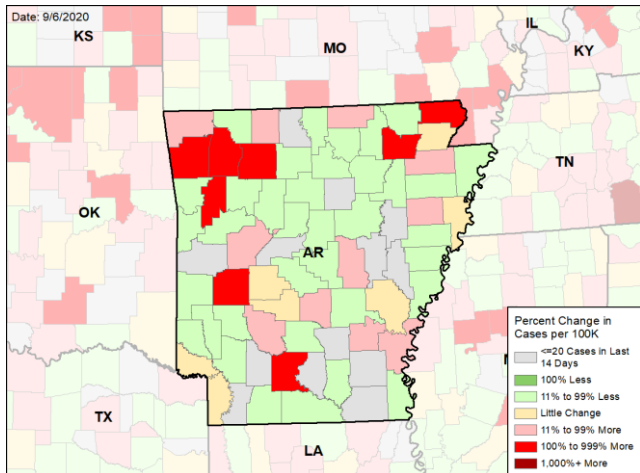 Date: 9/6/2020
KS
MO
IL
KY
OK
AR
TN
TX
LA
Percent Change in
Cases per 100K
<=20 Cases in Last
14 Days
100% Less
11% to 99% Less
Little Change
11% to 99% More
100% to 999% More
1,000%+ More